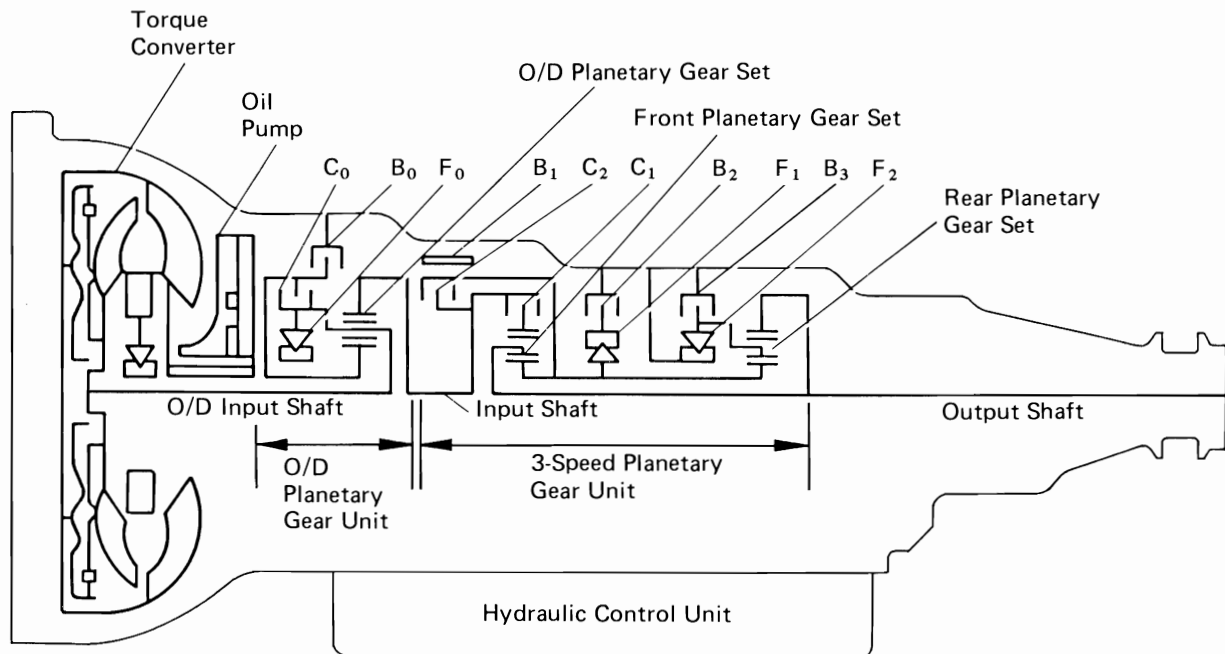 Torque
Converter
O/D Planetary Gear Set
Oil
Pump
Front Planetary Gear Set
C₀ B₀ F₀ B₁ C₂ C₁ B₂ F₁ B₃ F₂
Rear Planetary
Gear Set
O/D Input Shaft
Input Shaft
Output Shaft
O/D
Planetary
Gear Unit
3-Speed Planetary
Gear Unit
Hydraulic Control Unit